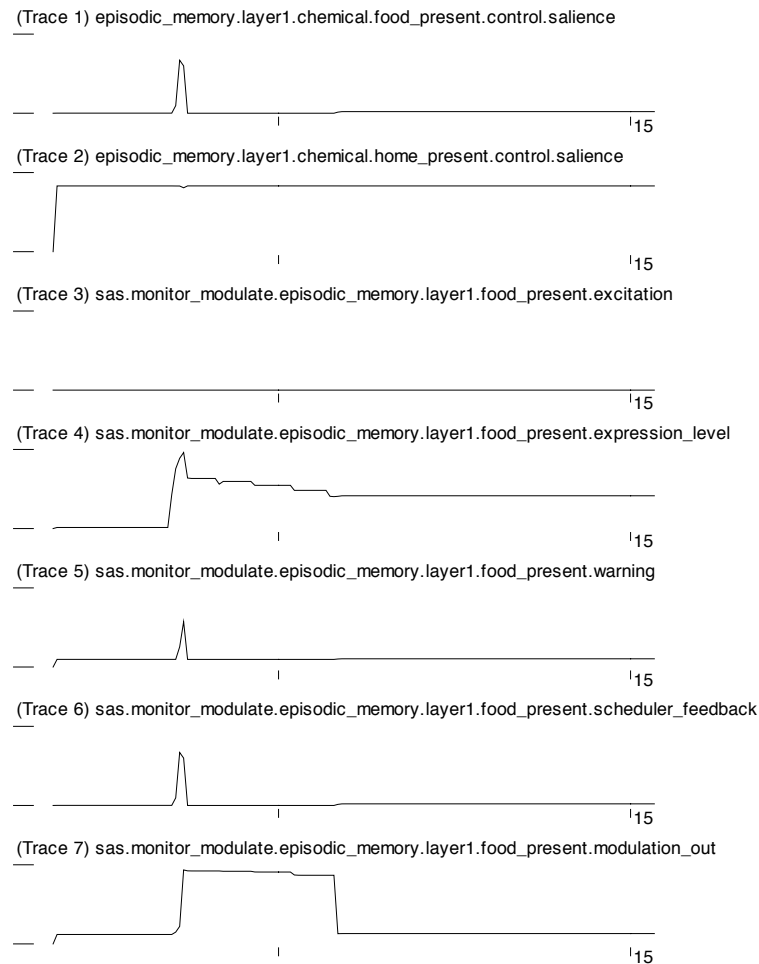 (Trace 1) episodic_memory.layer1.chemical.food_present.control.salience
15
(Trace 2) episodic_memory.layer1.chemical.home_present.control.salience
15
(Trace 3) sas.monitor_modulate.episodic_memory.layer1.food_present.excitation
15
(Trace 4) sas.monitor_modulate.episodic_memory.layer1.food_present.expression_level
15
(Trace 5) sas.monitor_modulate.episodic_memory.layer1.food_present.warning
15
(Trace 6) sas.monitor_modulate.episodic_memory.layer1.food_present.scheduler_feedback
15
(Trace 7) sas.monitor_modulate.episodic_memory.layer1.food_present.modulation_out
15